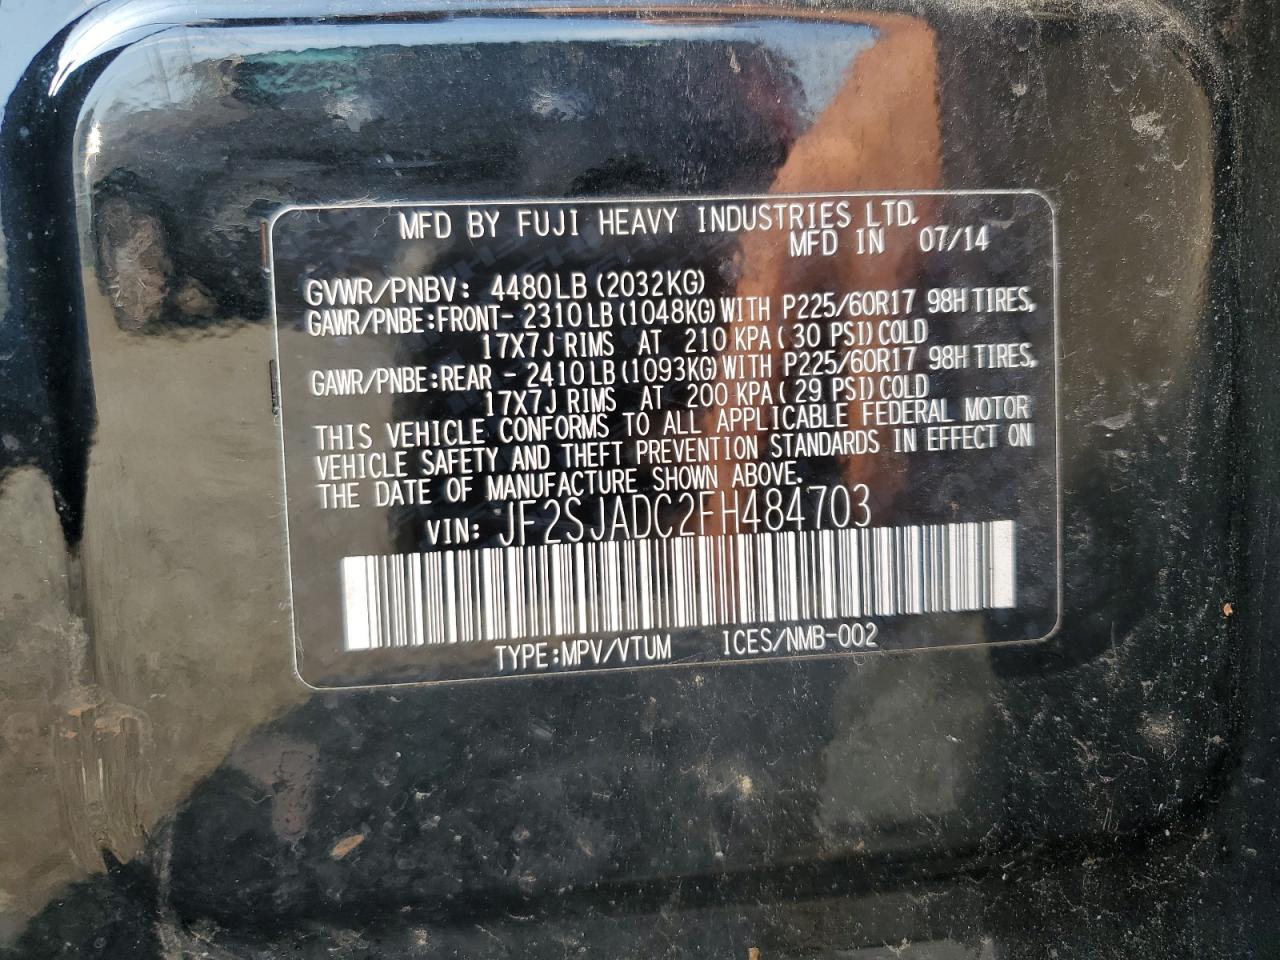 MFD BY FUJI HEAVY INDUSTRIES LTD.
MFD IN 07/14
GVWR/PNBV: 4480LB (2032KG)
GAWR/PNBE:FRONT- 2310LB (1048KG) WITH P225/60R17 98H TIRES,
17X7J RIMS AT 210 KPA (30 PSI) COLD
GAWR/PNBE:REAR - 2410LB (1093KG) WITH P225/60R17 98H TIRES,
17X7J RIMS AT 200 KPA (29 PSI) COLD
THIS VEHICLE CONFORMS TO ALL APPLICABLE FEDERAL MOTOR
VEHICLE SAFETY AND THEFT PREVENTION STANDARDS IN EFFECT ON
THE DATE OF MANUFACTURE SHOWN ABOVE.
VIN: JF2SJADC2FH484703
TYPE:MPV/VTUM ICES/NMB-002